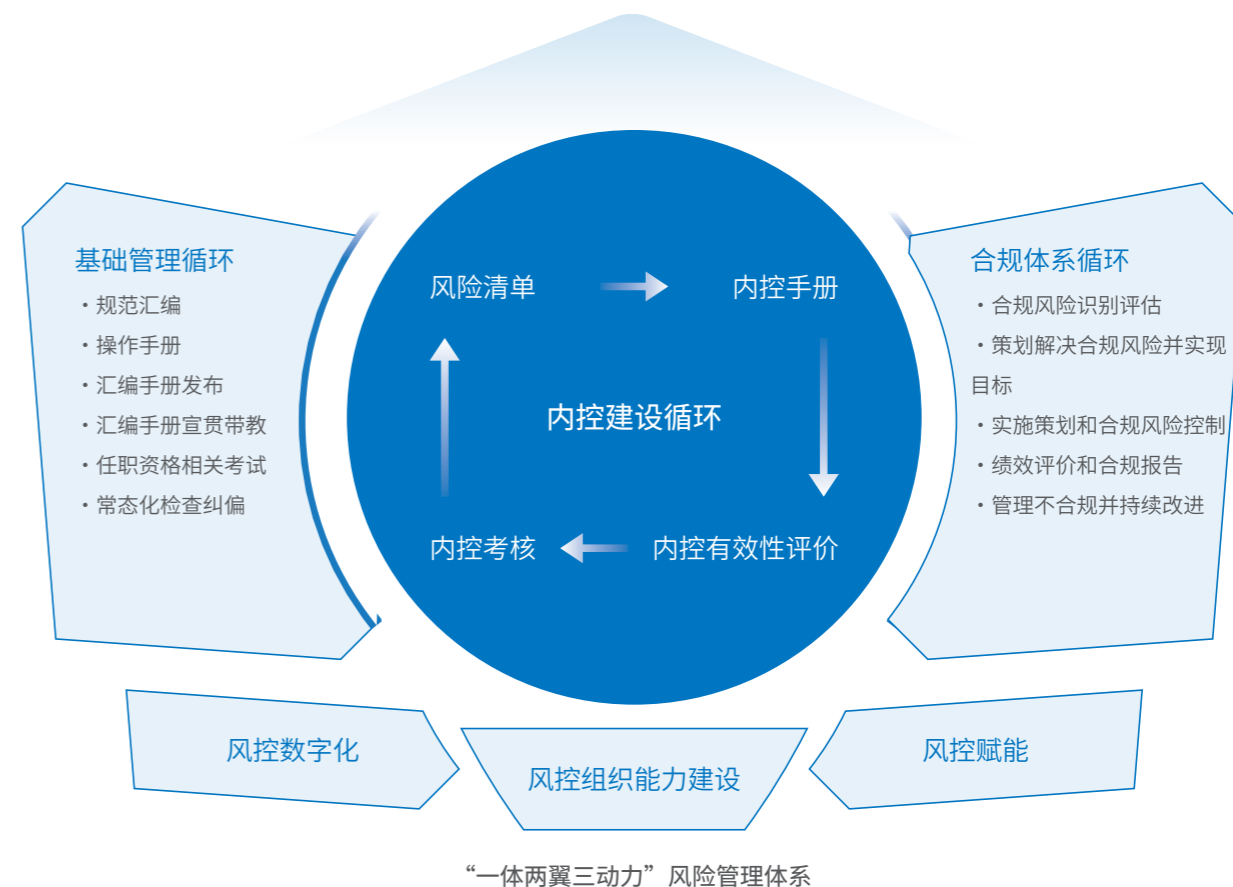 基础管理循环
・规范汇编
・操作手册
・汇编手册发布
・汇编手册宣贯带教
・任职资格相关考试
・常态化检查纠偏
风险清单
内控手册
内控建设循环
内控考核
内控有效性评价
合规体系循环
・合规风险识别评估
・策划解决合规风险并实现
目标
・实施策划和合规风险控制
・绩效评价和合规报告
・管理不合规并持续改进
风控数字化
风控组织能力建设
风控赋能
“一体两翼三动力”风险管理体系